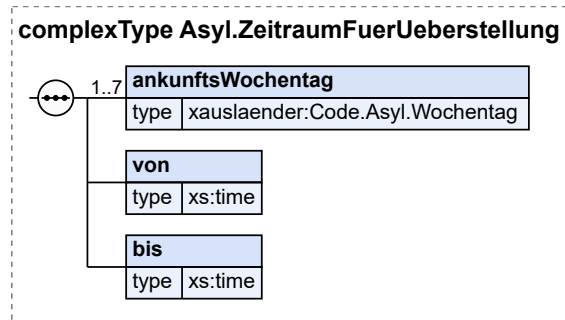 complexType Asyl.ZeitraumFuerUeberstellung
1..7 ankunftsWochentag
type xauslaender:Code.Asyl.Wochentag
von
type xs:time
bis
type xs:time